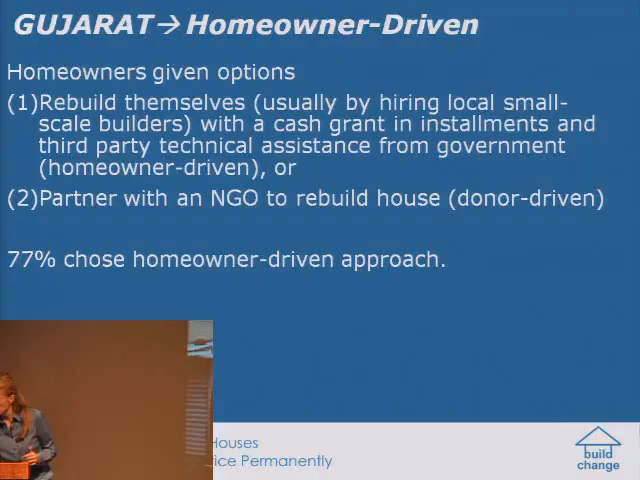 GUJARAT→Homeowner-Driven
Homeowners given options
(1)Rebuild themselves (usually by hiring local small-
scale builders) with a cash grant in installments and
third party technical assistance from government
(homeowner-driven), or
(2)Partner with an NGO to rebuild house (donor-driven)
77% chose homeowner-driven approach.
Houses
ice Permanently
build
change